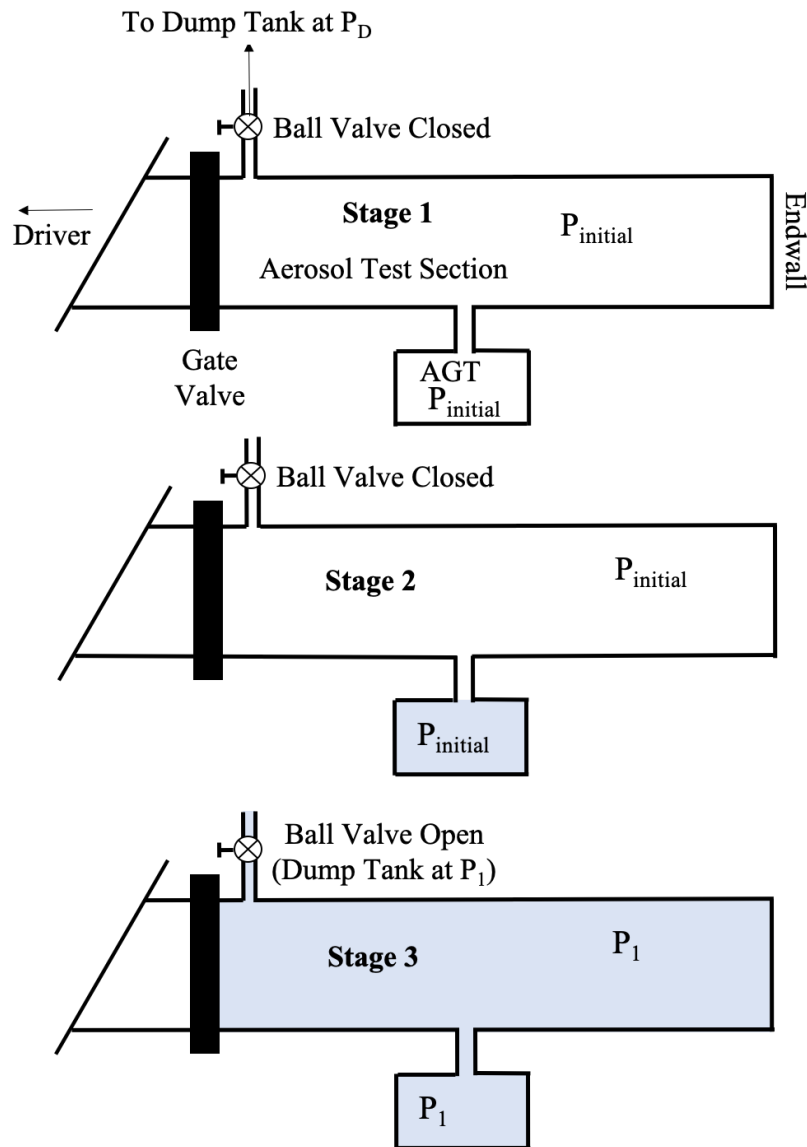 To Dump Tank at P_D
Ball Valve Closed
Driver
Stage 1
P_initial
Aerosol Test Section
Endwall
Gate
Valve
AGT
P_initial
Ball Valve Closed
Stage 2
P_initial
P_initial
Ball Valve Open
(Dump Tank at P_1)
Stage 3
P_1
P_1